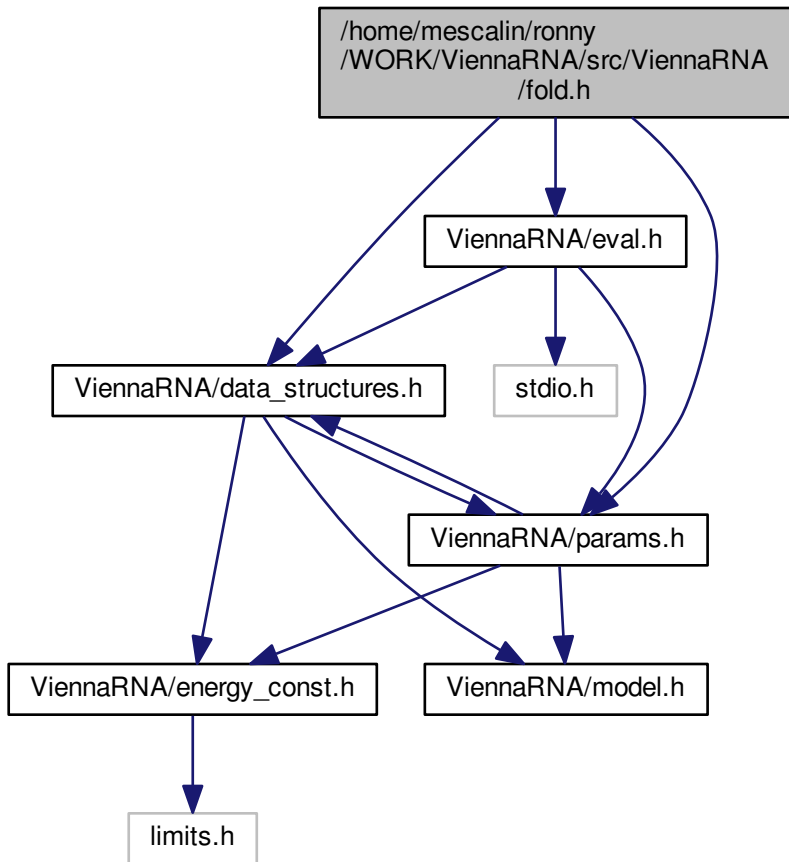 /home/mescalin/ronny
/WORK/ViennaRNA/src/ViennaRNA
/fold.h
ViennaRNA/eval.h
ViennaRNA/data_structures.h
stdio.h
ViennaRNA/params.h
ViennaRNA/energy_const.h
ViennaRNA/model.h
limits.h